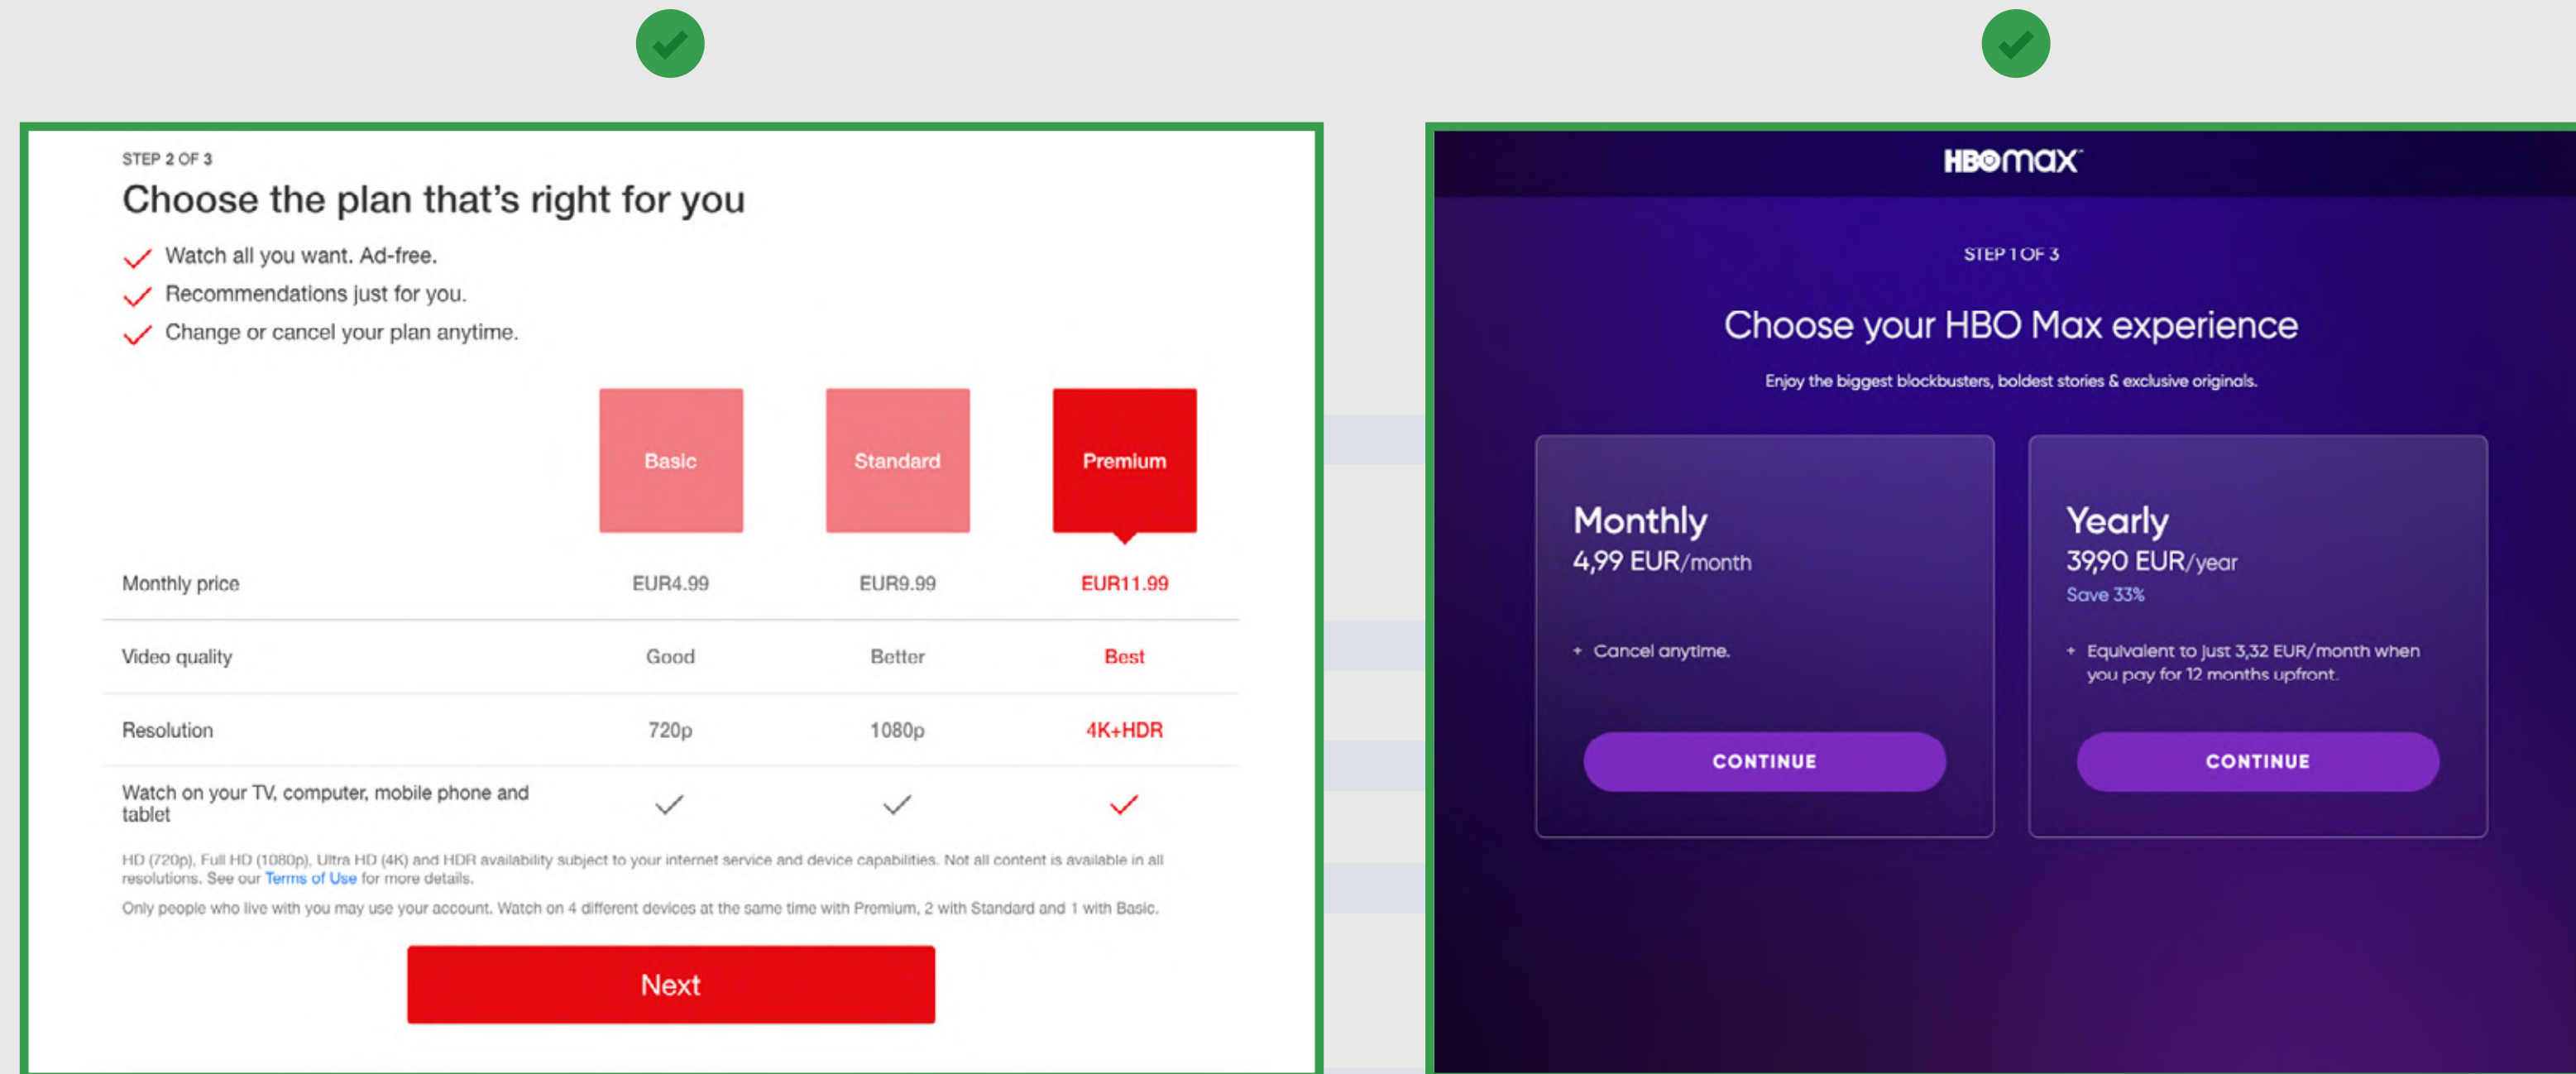 STEP 2 OF 3
Choose the plan that's right for you
Watch all you want. Ad-free.
Recommendations just for you.
Change or cancel your plan anytime.
Basic Standard Premium
Monthly price EUR4.99 EUR9.99 EUR11.99
Video quality Good Better Best
Resolution 720p 1080p 4K+HDR
Watch on your TV, computer, mobile phone and
tablet
HD (720p), Full HD (1080p), Ultra HD (4K) and HDR availability subject to your internet service and device capabilities. Not all content is available in all
resolutions. See our Terms of Use for more details.
Only people who live with you may use your account. Watch on 4 different devices at the same time with Premium, 2 with Standard and 1 with Basic.
Next
HBOmax
STEP 1 OF 3
Choose your HBO Max experience
Enjoy the biggest blockbusters, boldest stories & exclusive originals.
Monthly
4,99 EUR/month
+ Cancel anytime.
CONTINUE
Yearly
39,90 EUR/year
Save 33%
+ Equivalent to just 3,32 EUR/month when
you pay for 12 months upfront.
CONTINUE